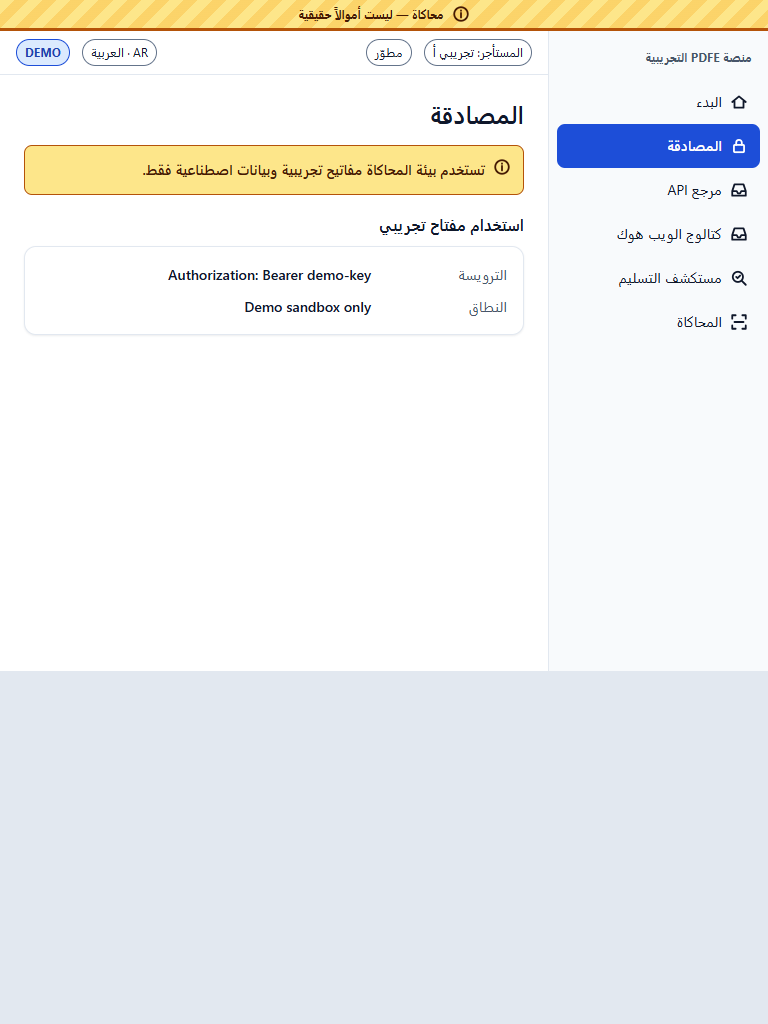 محاكاة — ليست أموالاً حقيقية
منصة PDFE التجريبية
البدء
المصادقة
مرجع API
كتالوج الويب هوك
مستكشف التسليم
المحاكاة
المستأجر: تجريبي أ
مطوّر
AR · العربية
DEMO
المصادقة
تستخدم بيئة المحاكاة مفاتيح تجريبية وبيانات اصطناعية فقط.
استخدام مفتاح تجريبي
الترويسة Authorization: Bearer demo-key
النطاق Demo sandbox only